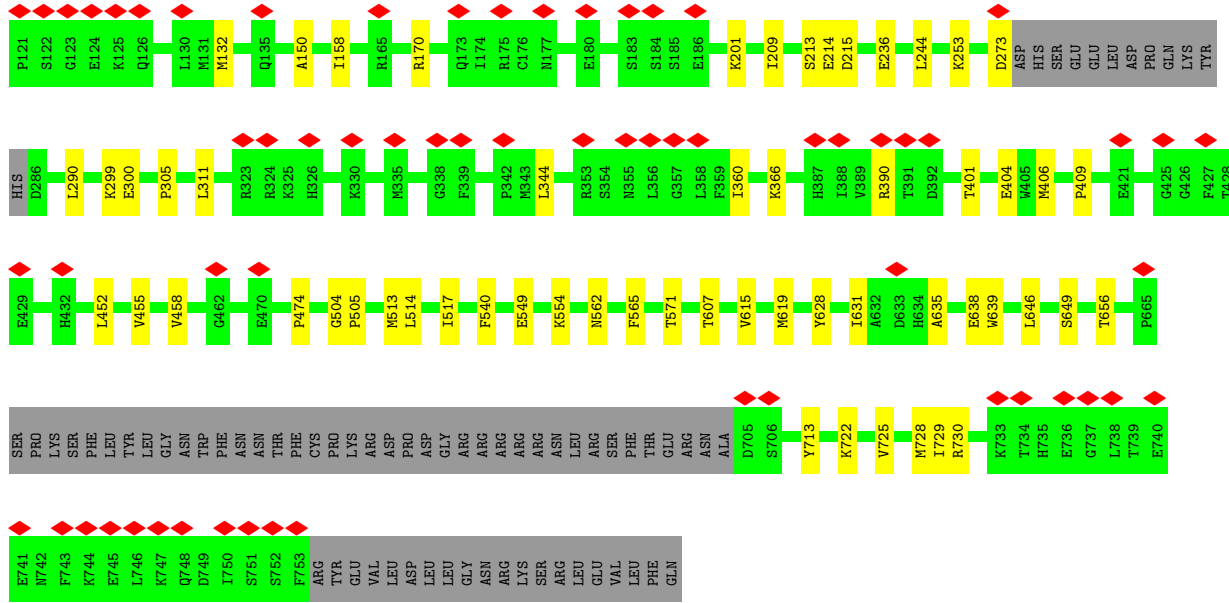 P121 S122 G123 E124 K125 Q126 L130 M131 M132 Q135 A150 I158 R165 R170 Q173 I174 R175 C176 N177 E180 S183 S184 S185 E186 K201 I209 S213 E214 D215 E236 L244 K253 D273 ASP HIS SER GLU GLU LEU ASP PRO GLN LYS TYR
HIS D286 L290 K299 E300 P305 L311 R323 R324 K325 H326 K330 M335 G338 F339 P342 M343 L344 R353 S354 N355 L356 G357 L358 F359 I360 K366 H387 I388 V389 R390 T391 D392 T401 E404 W405 M406 P409 E421 G425 G426 F427 T428
E429 H432 L452 V455 V458 G462 E470 P474 G504 P505 M513 L514 I517 F540 E549 K554 N562 F565 T571 T607 V615 M619 Y628 I631 A632 D633 H634 A635 E638 W639 L646 S649 T656 P665
SER PRO LYS SER PHE LEU TYR LEU GLY ASN TRP PHE ASN ASN THR PHE CYS PRO LYS ARG ASP PRO ASP GLY ARG ARG ARG ARG ARG ASN LEU ARG SER PHE THR GLU ARG ASN ALA D705 S706 Y713 K722 V725 M728 I729 R730 K733 T734 H735 E736 G737 L738 T739 E740
E741 N742 F743 K744 E745 L746 K747 Q748 D749 I750 S751 S752 F753 ARG TYR GLU VAL LEU ASP LEU LEU GLY ASN ARG LYS SER ARG LEU GLU VAL LEU PHE GLN